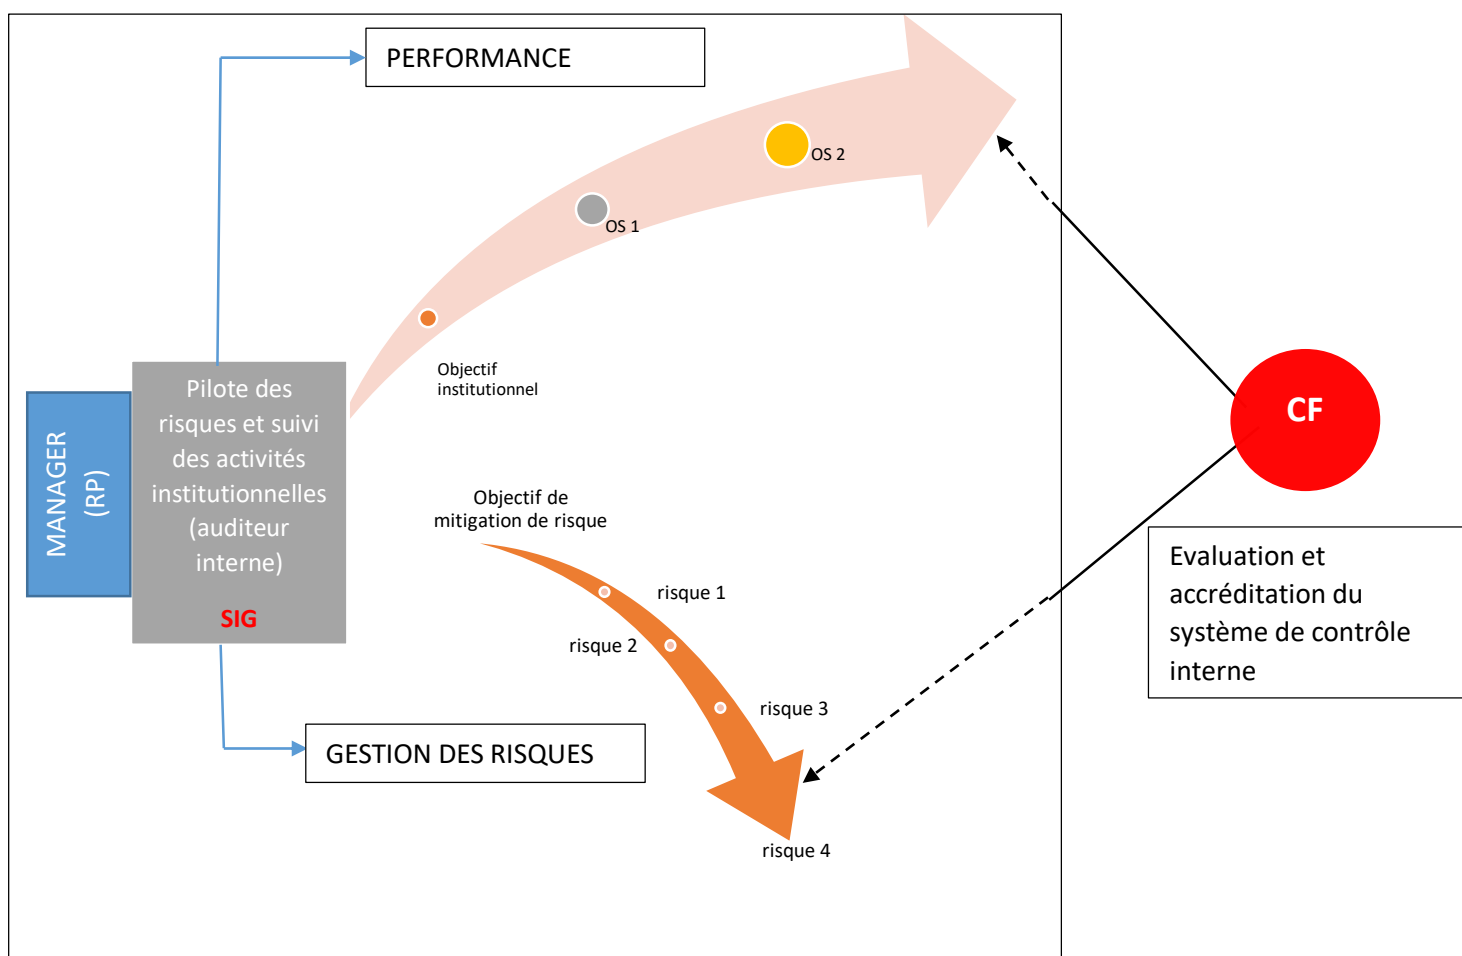 PERFORMANCE
OS 2
OS 1
Objectif
institutionnel
MANAGER
(RP)
Pilote des
risques et suivi
des activités
institutionnelles
(auditeur
interne)
SIG
CF
Objectif de
mitigation de risque
Evaluation et
accréditation du
système de contrôle
interne
risque 1
risque 2
risque 3
GESTION DES RISQUES
risque 4